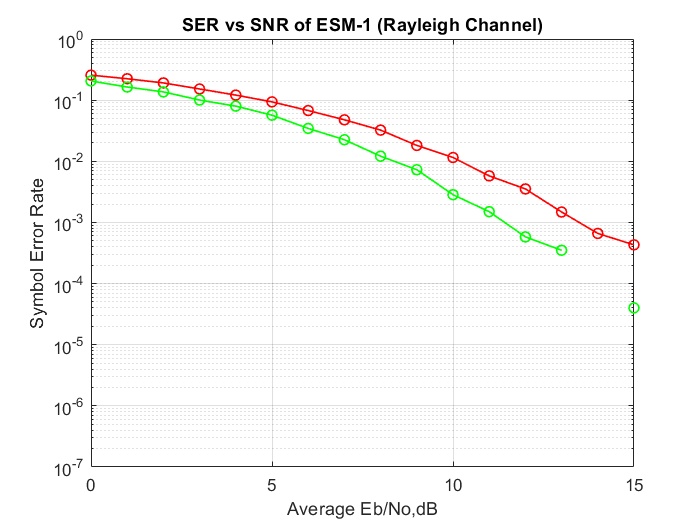 SER vs SNR of ESM-1 (Rayleigh Channel)
Symbol Error Rate
10^0
10^-1
10^-2
10^-3
10^-4
10^-5
10^-6
10^-7
0 5 10 15
Average Eb/No,dB